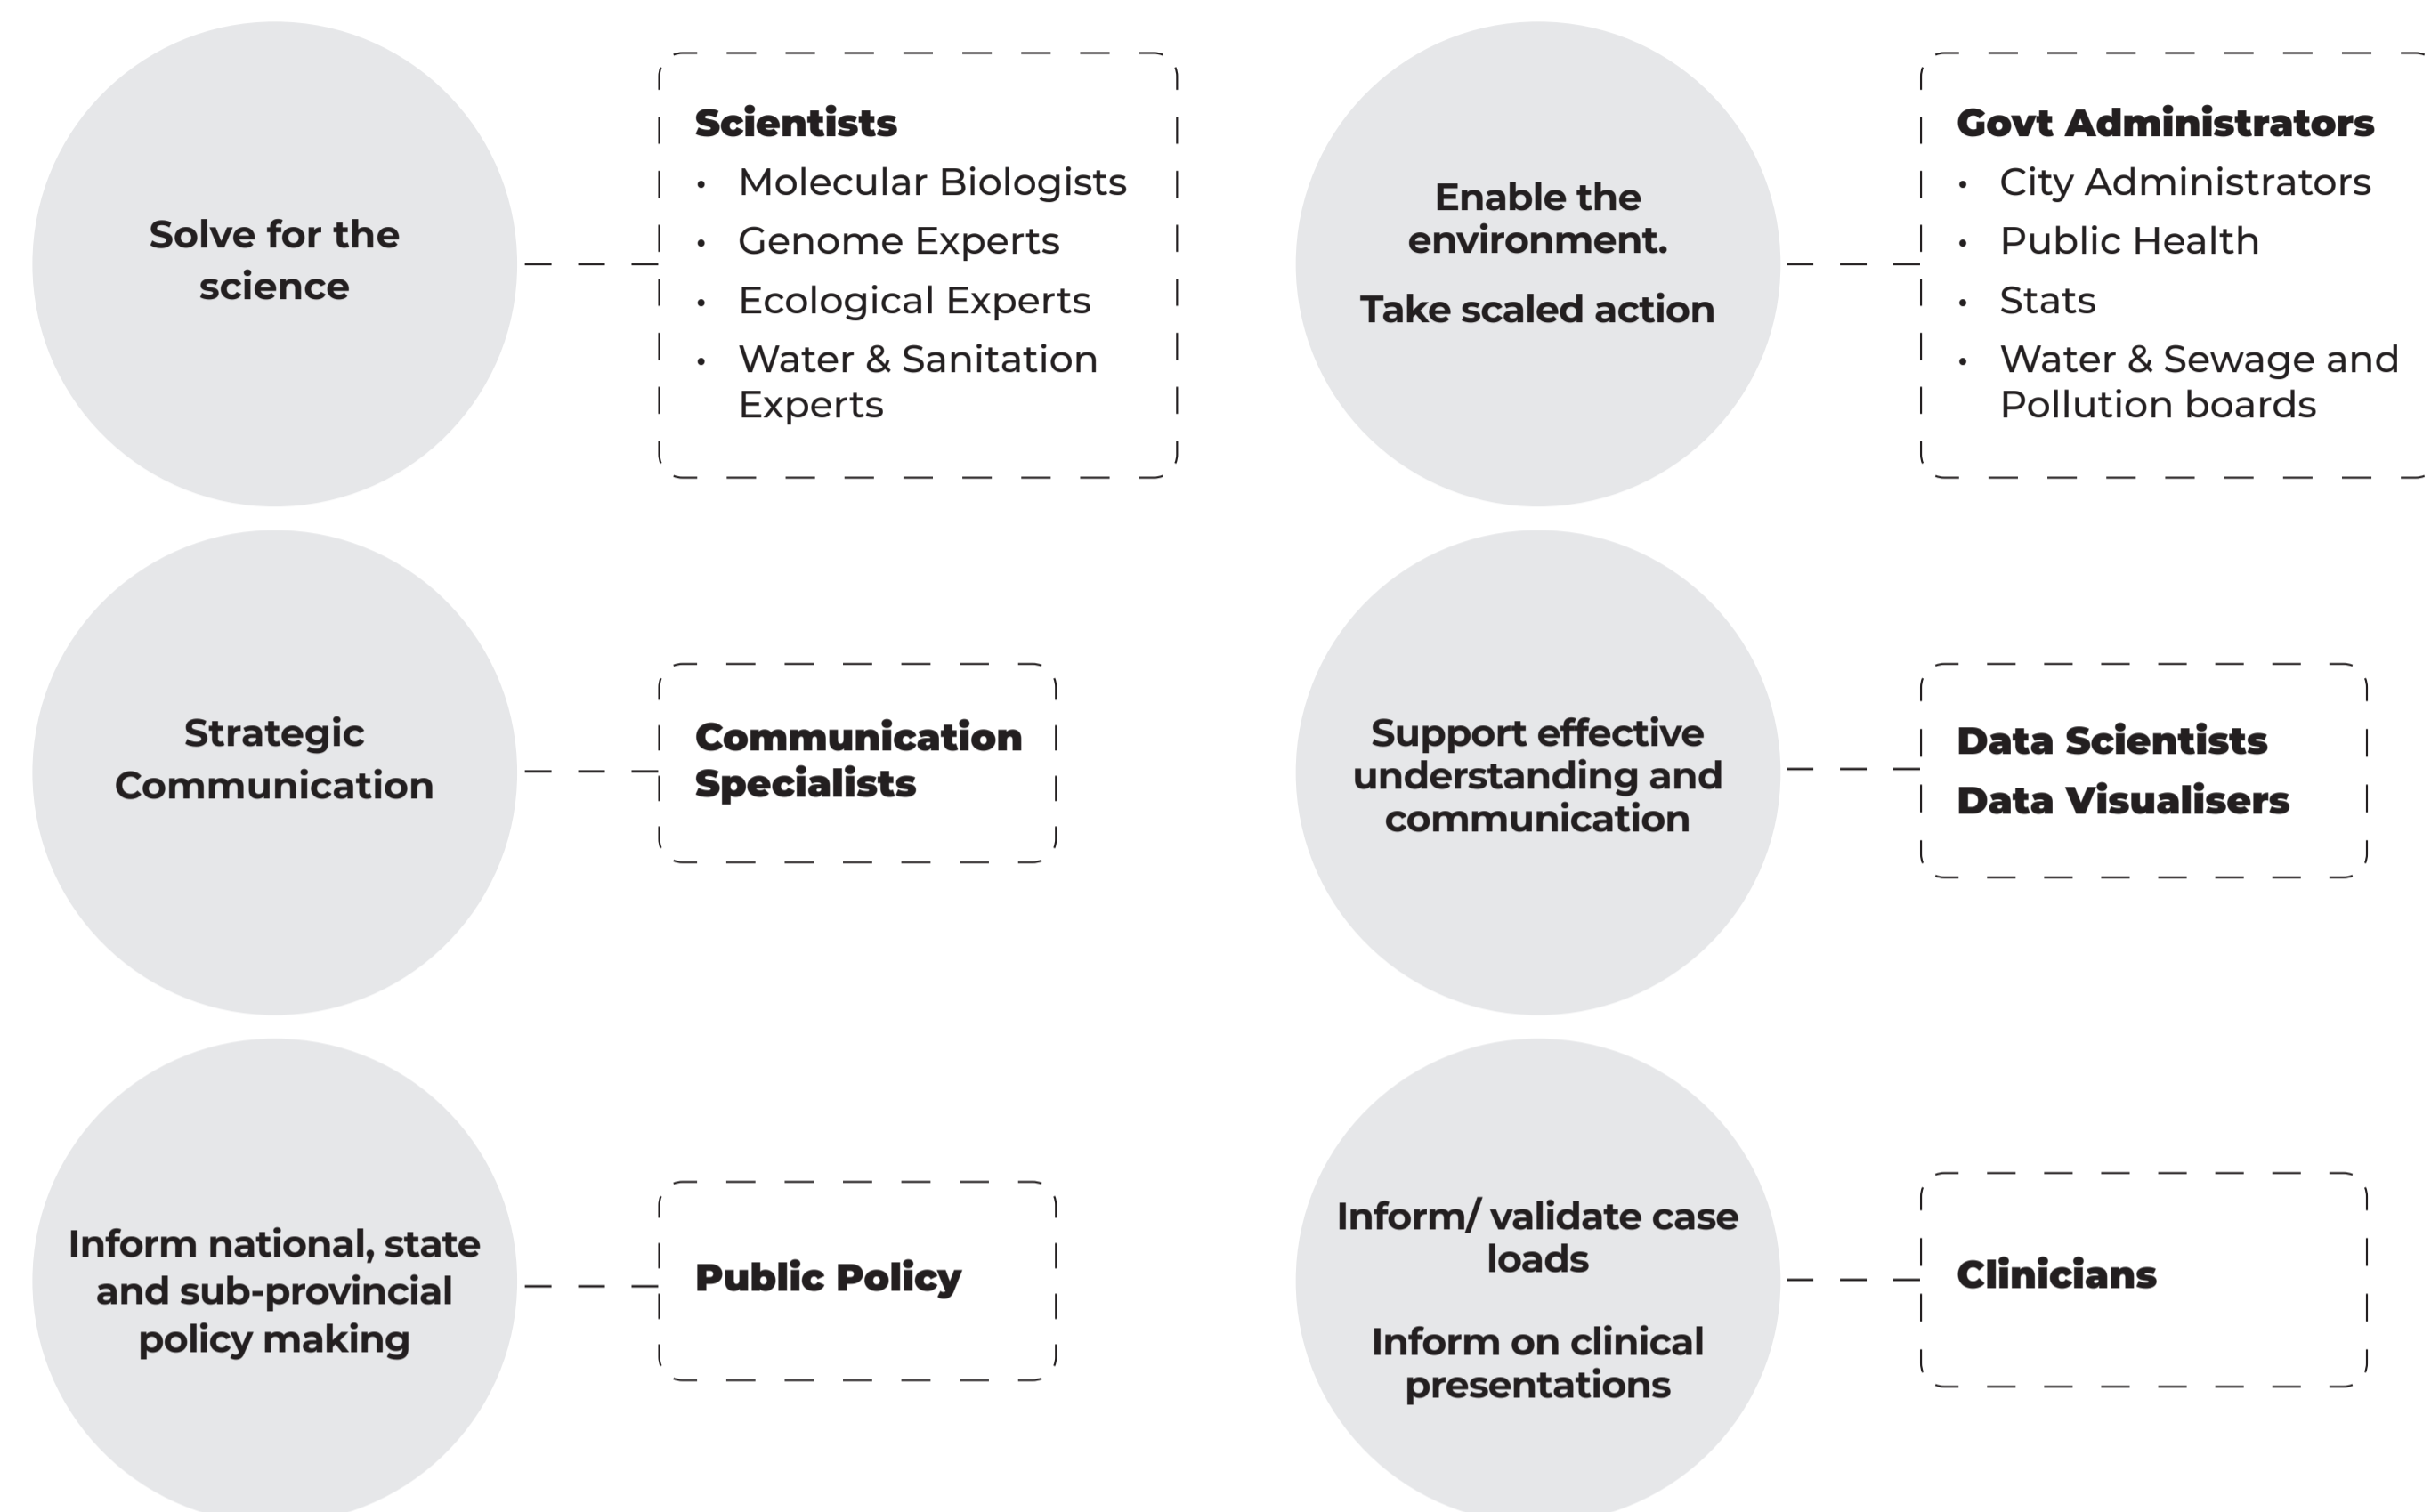 Solve for the
science
Scientists
• Molecular Biologists
• Genome Experts
• Ecological Experts
• Water & Sanitation
Experts
Enable the
environment.
Take scaled action
Govt Administrators
• City Administrators
• Public Health
• Stats
• Water & Sewage and
Pollution boards
Strategic
Communication
Communication
Specialists
Support effective
understanding and
communication
Data Scientists
Data Visualisers
Inform national, state
and sub-provincial
policy making
Public Policy
Inform/ validate case
loads
Inform on clinical
presentations
Clinicians